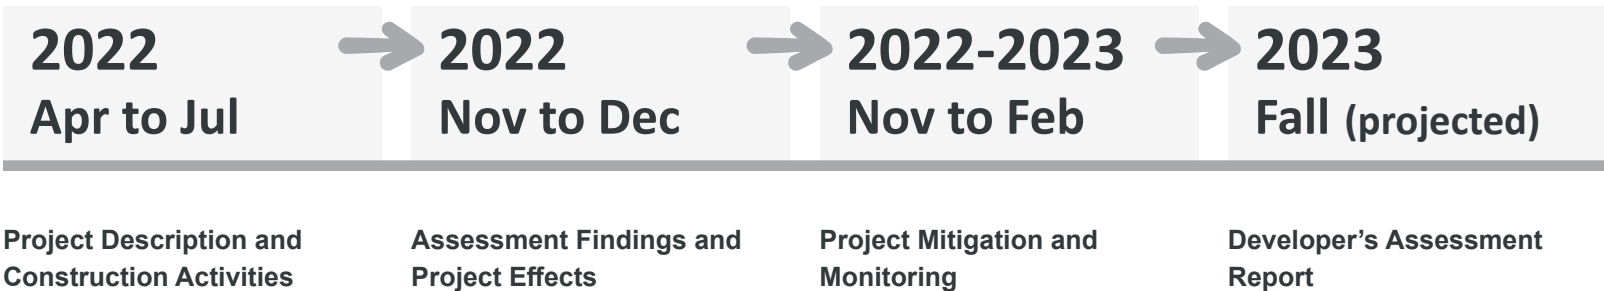 2022
Apr to Jul
Project Description and
Construction Activities
2022
Nov to Dec
Assessment Findings and
Project Effects
2022-2023
Nov to Feb
Project Mitigation and
Monitoring
2023
Fall (projected)
Developer’s Assessment
Report